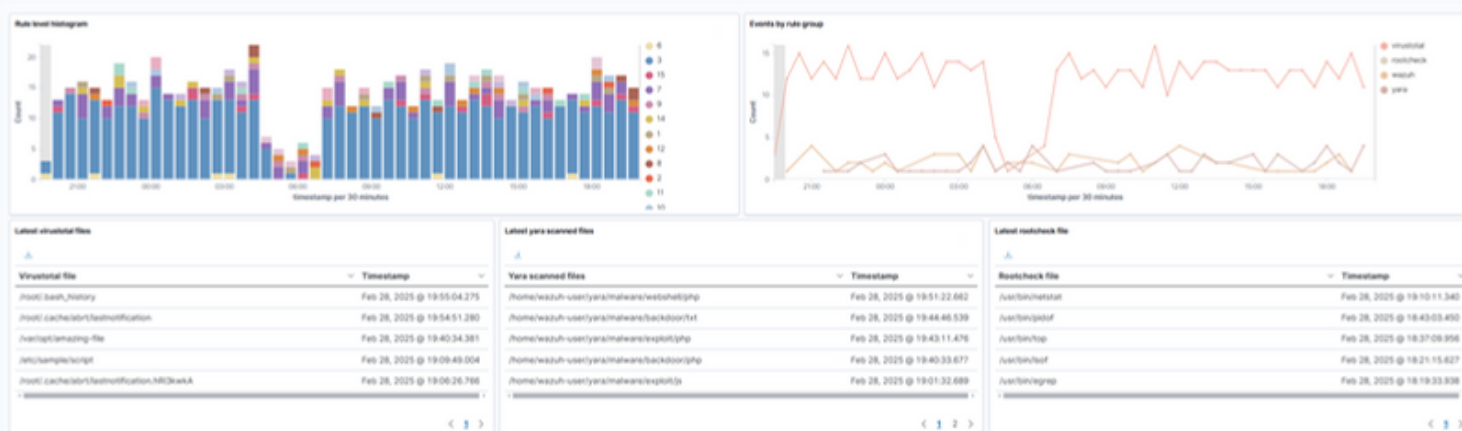 Rule level histogram
20
15
10
5
0
Count
21:00 00:00 03:00 06:00 09:00 12:00 15:00 18:00
timestamp per 30 minutes
6
3
15
7
9
14
1
12
8
2
11
10
Events by rule group
15
10
5
0
Count
21:00 00:00 03:00 06:00 09:00 12:00 15:00 18:00
timestamp per 30 minutes
virustotal
rootcheck
wazuh
yara
Latest virustotal files
Virustotal file Timestamp
/root/.bash_history Feb 28, 2025 @ 19:55:04.275
/root/.cache/abrt/lastnotification Feb 28, 2025 @ 19:54:51.280
/var/opt/amazing-file Feb 28, 2025 @ 19:40:34.381
/etc/sample/script Feb 28, 2025 @ 19:09:49.004
/root/.cache/abrt/lastnotification.hRI3kwkA Feb 28, 2025 @ 19:06:26.766
1
Latest yara scanned files
Yara scanned files Timestamp
/home/wazuh-user/yara/malware/webshell/php Feb 28, 2025 @ 19:51:22.662
/home/wazuh-user/yara/malware/backdoor/txt Feb 28, 2025 @ 19:44:46.539
/home/wazuh-user/yara/malware/exploit/php Feb 28, 2025 @ 19:43:11.476
/home/wazuh-user/yara/malware/backdoor/php Feb 28, 2025 @ 19:40:33.677
/home/wazuh-user/yara/malware/exploit/js Feb 28, 2025 @ 19:01:32.689
1 2
Latest rootcheck file
Rootcheck file Timestamp
/usr/bin/netstat Feb 28, 2025 @ 19:10:11.340
/usr/bin/pidof Feb 28, 2025 @ 18:43:03.450
/usr/bin/top Feb 28, 2025 @ 18:37:09.956
/usr/bin/lsof Feb 28, 2025 @ 18:21:15.627
/usr/bin/egrep Feb 28, 2025 @ 18:19:33.938